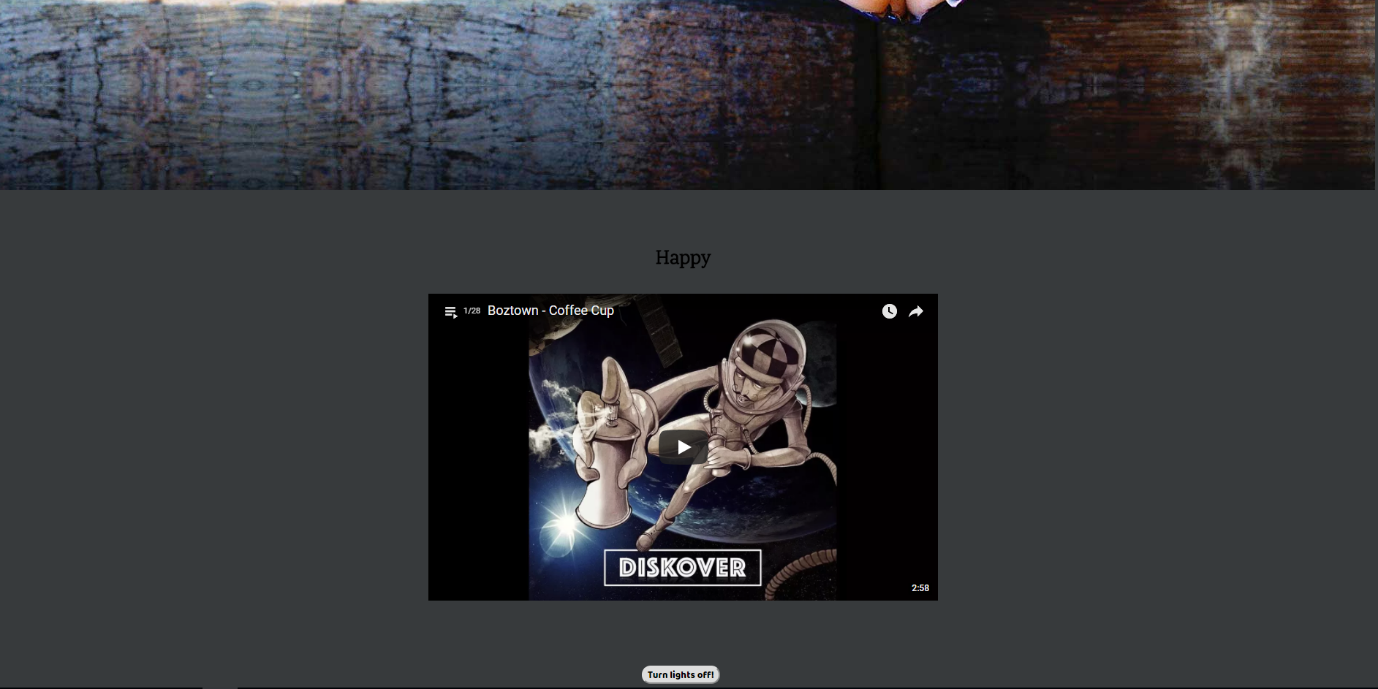 Happy
1/28 Boztown - Coffee Cup
DISKOVER
2:58
Turn lights off!